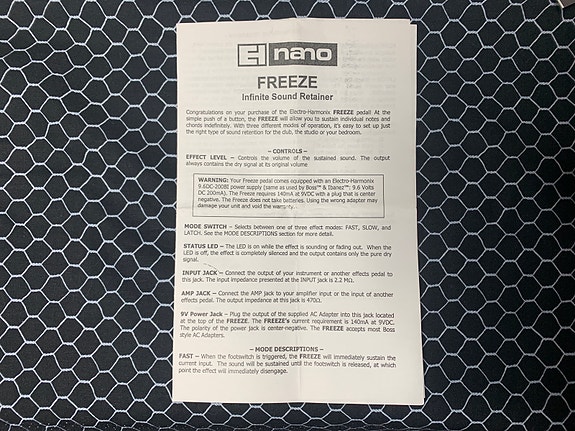 EH nano
FREEZE
Infinite Sound Retainer
Congratulations on your purchase of the Electro-Harmonix FREEZE pedal! At the
simple push of a button, the FREEZE will allow you to sustain individual notes and
chords indefinitely. With three different modes of operation, it's easy to set up just
the right type of sound retention for the club, the studio or your bedroom.
– CONTROLS –
EFFECT LEVEL – Controls the volume of the sustained sound. The output
always contains the dry signal at its original volume.
WARNING: Your Freeze pedal comes equipped with an Electro-Harmonix
9.6DC-200BI power supply (same as used by Boss™ & Ibanez™: 9.6 Volts
DC 200mA). The Freeze requires 140mA at 9VDC with a plug that is center
negative. The Freeze does not take batteries. Using the wrong adapter may
damage your unit and void the warranty.
MODE SWITCH – Selects between one of three effect modes: FAST, SLOW, and
LATCH. See the MODE DESCRIPTIONS section for more detail.
STATUS LED – The LED is on while the effect is sounding or fading out. When the
LED is off, the effect is completely silenced and the output contains only the pure dry
signal.
INPUT JACK – Connect the output of your instrument or another effects pedal to
this jack. The input impedance presented at the INPUT jack is 2.2 MΩ.
AMP JACK – Connect the AMP jack to your amplifier input or the input of another
effects pedal. The output impedance at this jack is 470Ω.
9V Power Jack – Plug the output of the supplied AC Adapter into this jack located
at the top of the FREEZE. The FREEZE's current requirement is 140mA at 9VDC.
The polarity of the power jack is center-negative. The FREEZE accepts most Boss
style AC Adapters.
– MODE DESCRIPTIONS –
FAST – When the footswitch is triggered, the FREEZE will immediately sustain the
current input. The sound will be sustained until the footswitch is released, at which
point the effect will immediately disengage.